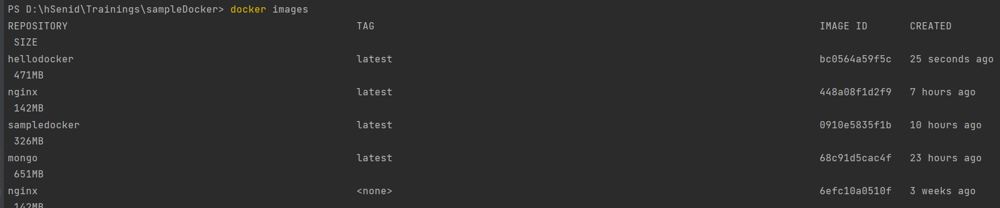 PS D:\hSenid\Trainings\sampleDocker> docker images
REPOSITORY TAG IMAGE ID CREATED
SIZE
hellodocker latest bc0564a59f5c 25 seconds ago
471MB
nginx latest 448a08f1d2f9 7 hours ago
142MB
sampledocker latest 0910e5835f1b 10 hours ago
326MB
mongo latest 68c91d5cac4f 23 hours ago
651MB
nginx <none> 6efc10a0510f 3 weeks ago
142MB